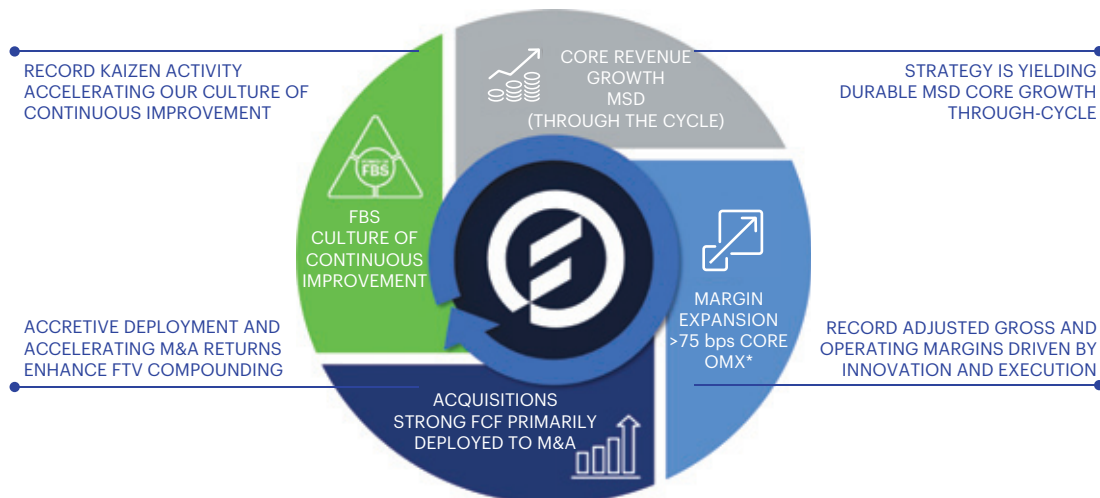 RECORD KAIZEN ACTIVITY
ACCELERATING OUR CULTURE OF
CONTINUOUS IMPROVEMENT
CORE REVENUE
GROWTH
MSD
(THROUGH THE CYCLE)
STRATEGY IS YIELDING
DURABLE MSD CORE GROWTH
THROUGH-CYCLE
FBS
FBS
CULTURE OF
CONTINUOUS
IMPROVEMENT
MARGIN
EXPANSION
>75 bps CORE
OMX*
ACCRETIVE DEPLOYMENT AND
ACCELERATING M&A RETURNS
ENHANCE FTV COMPOUNDING
RECORD ADJUSTED GROSS AND
OPERATING MARGINS DRIVEN BY
INNOVATION AND EXECUTION
ACQUISITIONS
STRONG FCF PRIMARILY
DEPLOYED TO M&A